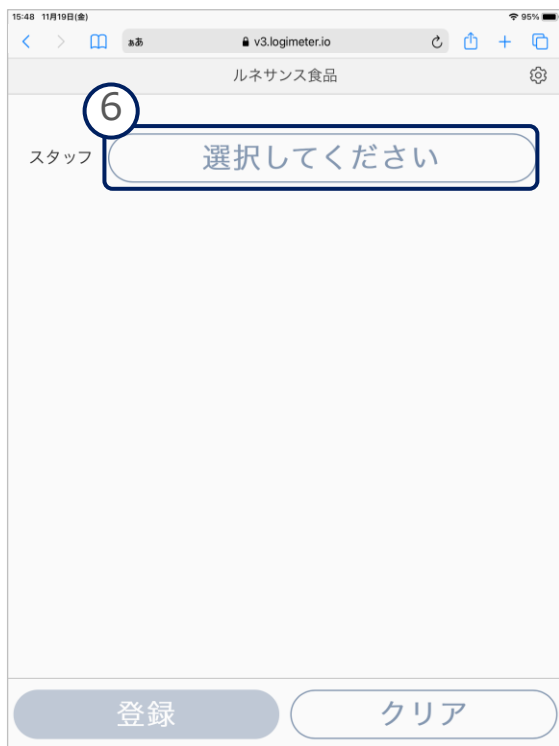 15:48 11月19日(金) 95%
ぁあ v3.logimeter.io
ルネサンス食品
6
スタッフ 選択してください
登録 クリア